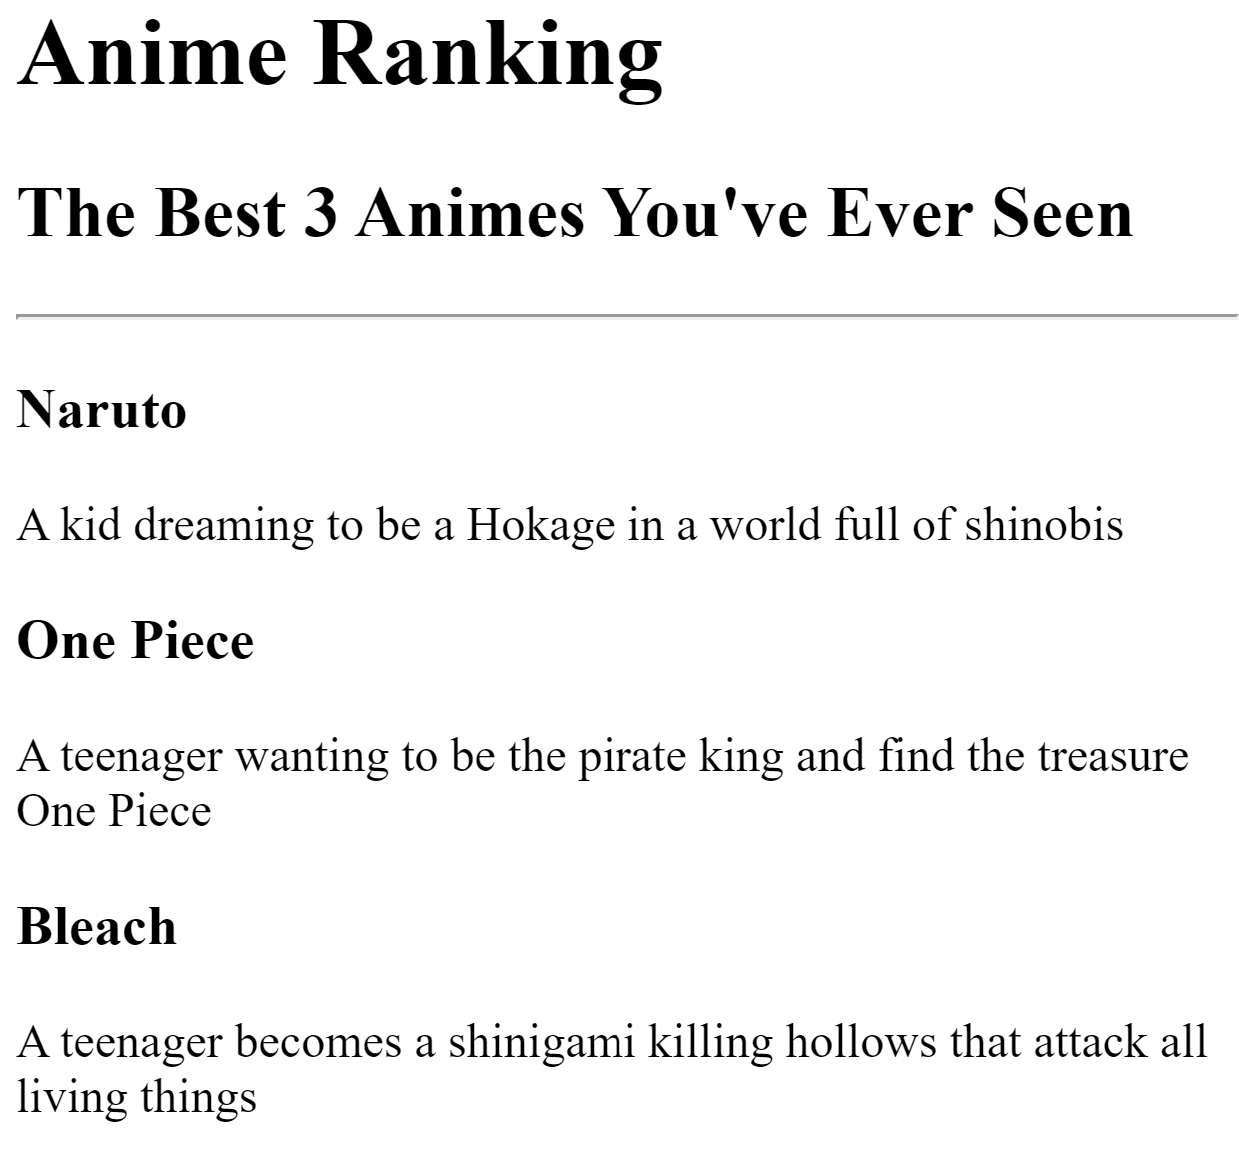 Anime Ranking
The Best 3 Animes You've Ever Seen
Naruto
A kid dreaming to be a Hokage in a world full of shinobis
One Piece
A teenager wanting to be the pirate king and find the treasure
One Piece
Bleach
A teenager becomes a shinigami killing hollows that attack all
living things